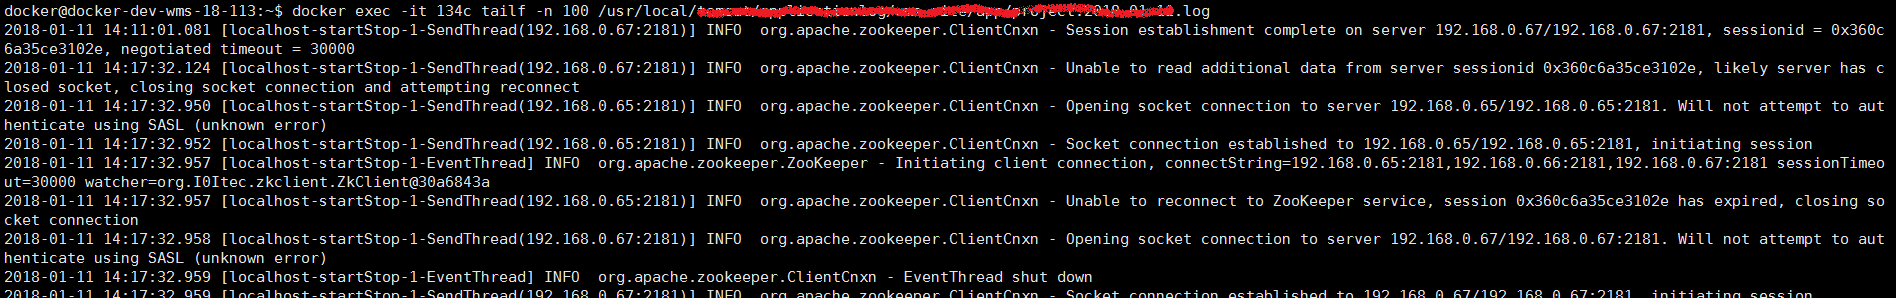 docker@docker-dev-wms-18-113:~$ docker exec -it 134c tailf -n 100 /usr/local/ .log
2018-01-11 14:11:01.081 [localhost-startStop-1-SendThread(192.168.0.67:2181)] INFO  org.apache.zookeeper.ClientCnxn - Session establishment complete on server 192.168.0.67/192.168.0.67:2181, sessionid = 0x360c
6a35ce3102e, negotiated timeout = 30000
2018-01-11 14:17:32.124 [localhost-startStop-1-SendThread(192.168.0.67:2181)] INFO  org.apache.zookeeper.ClientCnxn - Unable to read additional data from server sessionid 0x360c6a35ce3102e, likely server has c
losed socket, closing socket connection and attempting reconnect
2018-01-11 14:17:32.950 [localhost-startStop-1-SendThread(192.168.0.65:2181)] INFO  org.apache.zookeeper.ClientCnxn - Opening socket connection to server 192.168.0.65/192.168.0.65:2181. Will not attempt to aut
henticate using SASL (unknown error)
2018-01-11 14:17:32.952 [localhost-startStop-1-SendThread(192.168.0.65:2181)] INFO  org.apache.zookeeper.ClientCnxn - Socket connection established to 192.168.0.65/192.168.0.65:2181, initiating session
2018-01-11 14:17:32.957 [localhost-startStop-1-EventThread] INFO  org.apache.zookeeper.ZooKeeper - Initiating client connection, connectString=192.168.0.65:2181,192.168.0.66:2181,192.168.0.67:2181 sessionTimeo
ut=30000 watcher=org.I0Itec.zkclient.ZkClient@30a6843a
2018-01-11 14:17:32.957 [localhost-startStop-1-SendThread(192.168.0.65:2181)] INFO  org.apache.zookeeper.ClientCnxn - Unable to reconnect to ZooKeeper service, session 0x360c6a35ce3102e has expired, closing so
cket connection
2018-01-11 14:17:32.958 [localhost-startStop-1-SendThread(192.168.0.67:2181)] INFO  org.apache.zookeeper.ClientCnxn - Opening socket connection to server 192.168.0.67/192.168.0.67:2181. Will not attempt to aut
henticate using SASL (unknown error)
2018-01-11 14:17:32.959 [localhost-startStop-1-EventThread] INFO  org.apache.zookeeper.ClientCnxn - EventThread shut down
2018-01-11 14:17:32.959 [localhost-startStop-1-SendThread(192.168.0.67:2181)] INFO  org.apache.zookeeper.ClientCnxn - Socket connection established to 192.168.0.67/192.168.0.67:2181, initiating session